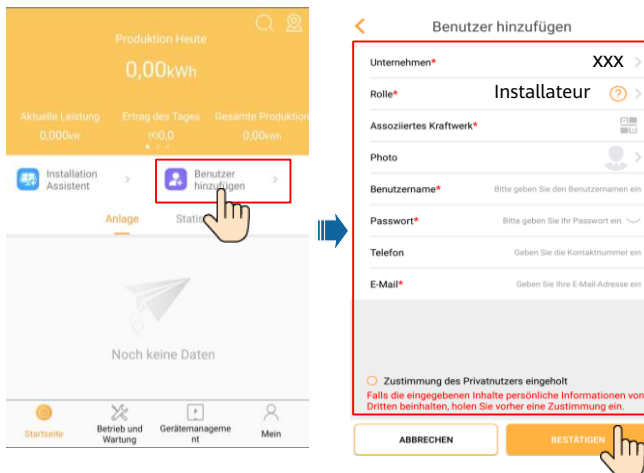 Produktion Heute
0,00kWh
Aktuelle Leistung
Ertrag des Tages
Gesamte Produktion
0,000kW
(€)0,0
0,00kWh
Installation
Assistent
Benutzer
hinzufügen
Anlage
Statis
Noch keine Daten
Startseite
Betrieb und
Wartung
Gerätemanageme
nt
Mein
Benutzer hinzufügen
Unternehmen*
XXX
Rolle*
Installateur
Assoziiertes Kraftwerk*
Photo
Benutzername*
Bitte geben Sie den Benutzernamen ein
Passwort*
Bitte geben Sie Ihr Passwort ein
Telefon
Geben Sie die Kontaktnummer ein
E-Mail*
Geben Sie Ihre E-Mail-Adresse ein
Zustimmung des Privatnutzers eingeholt
Falls die eingegebenen Inhalte persönliche Informationen von
Dritten beinhalten, holen Sie vorher eine Zustimmung ein.
ABBRECHEN
BESTÄTIGEN